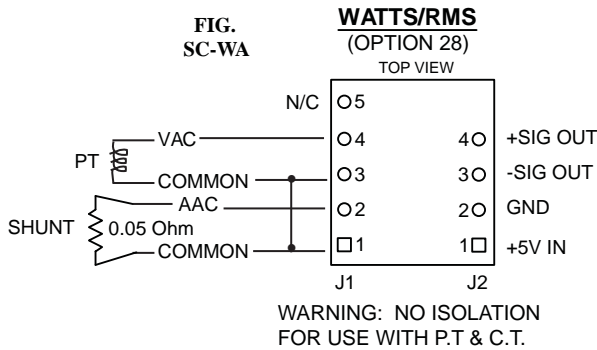 FIG.
SC-WA
WATTS/RMS
(OPTION 28)
TOP VIEW
N/C 5
VAC 4 4 +SIG OUT
PT
COMMON 3 3 -SIG OUT
AAC 2 2 GND
SHUNT 0.05 Ohm
COMMON 1 1 +5V IN
J1 J2
WARNING: NO ISOLATION
FOR USE WITH P.T & C.T.